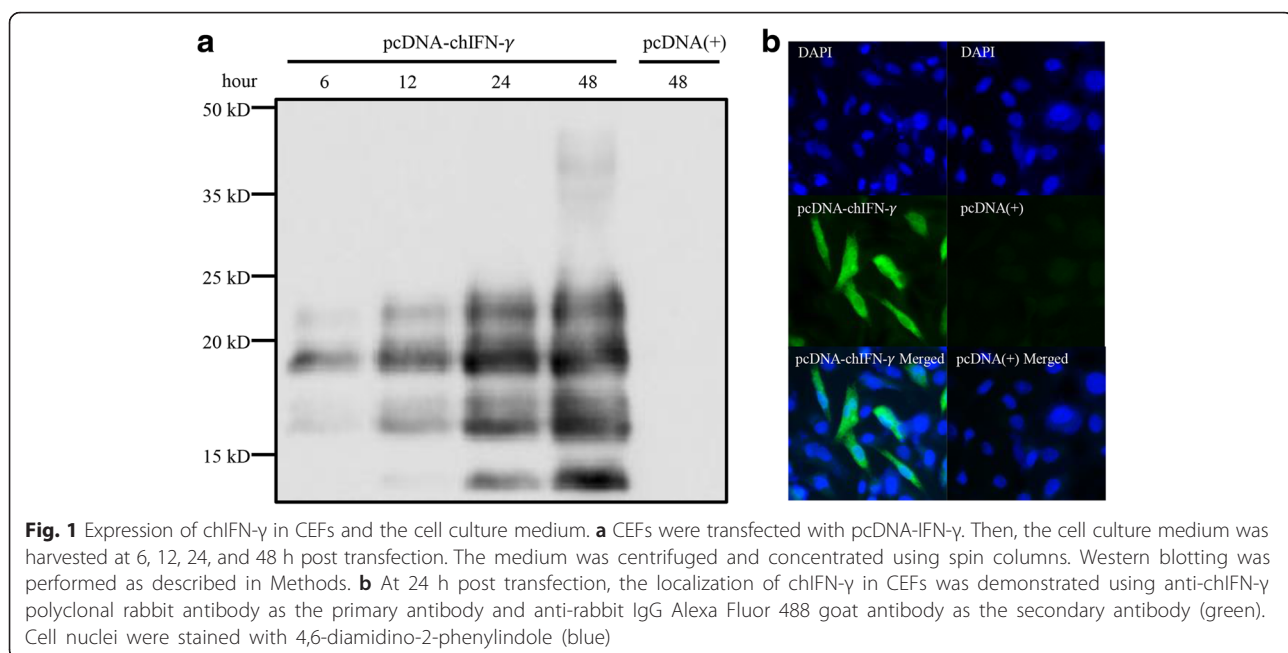 a
pcDNA-chIFN-γ
pcDNA(+)
hour 6 12 24 48 48
50 kD
35 kD
25 kD
20 kD
15 kD
b
DAPI
DAPI
pcDNA-chIFN-γ
pcDNA(+)
pcDNA-chIFN-γ Merged
pcDNA(+) Merged
Fig. 1 Expression of chIFN-γ in CEFs and the cell culture medium. a CEFs were transfected with pcDNA-IFN-γ. Then, the cell culture medium was
harvested at 6, 12, 24, and 48 h post transfection. The medium was centrifuged and concentrated using spin columns. Western blotting was
performed as described in Methods. b At 24 h post transfection, the localization of chIFN-γ in CEFs was demonstrated using anti-chIFN-γ
polyclonal rabbit antibody as the primary antibody and anti-rabbit IgG Alexa Fluor 488 goat antibody as the secondary antibody (green).
Cell nuclei were stained with 4,6-diamidino-2-phenylindole (blue)